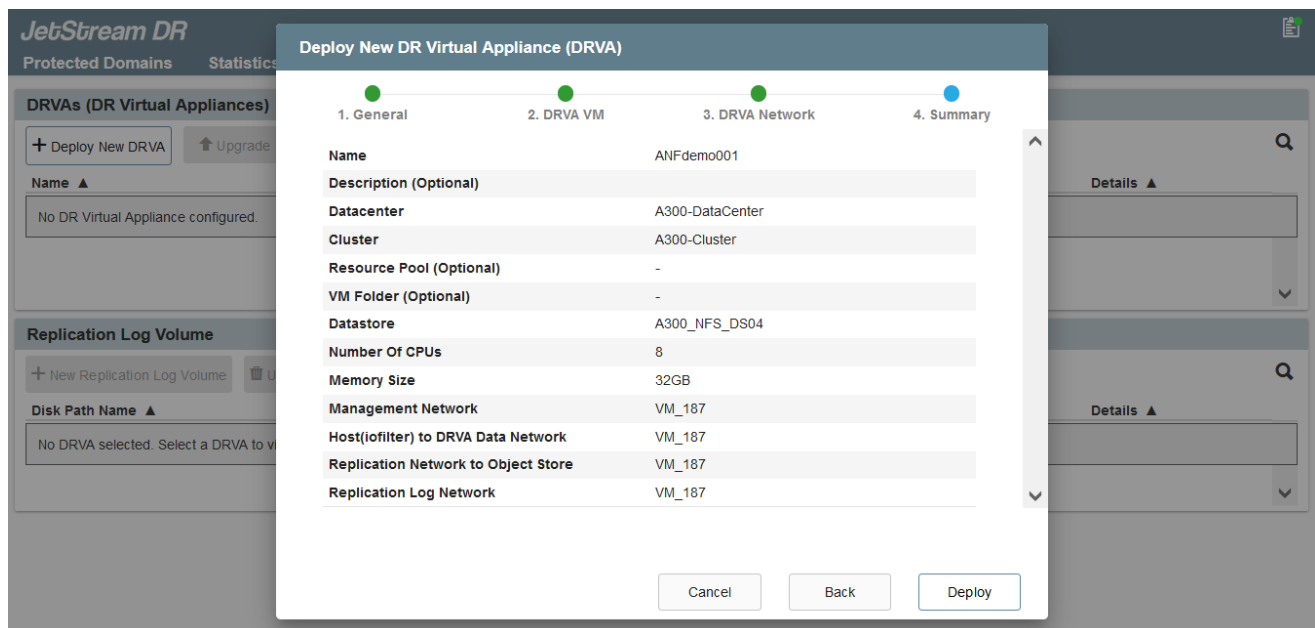 JetStream DR
Protected Domains Statistics
DRVAs (DR Virtual Appliances)
+ Deploy New DRVA Upgrade
Name ▲ Details ▲
No DR Virtual Appliance configured.
Replication Log Volume
+ New Replication Log Volume
Disk Path Name ▲ Details ▲
No DRVA selected. Select a DRVA to
Deploy New DR Virtual Appliance (DRVA)
1. General 2. DRVA VM 3. DRVA Network 4. Summary
Name ANFdemo001
Description (Optional)
Datacenter A300-DataCenter
Cluster A300-Cluster
Resource Pool (Optional) -
VM Folder (Optional) -
Datastore A300_NFS_DS04
Number Of CPUs 8
Memory Size 32GB
Management Network VM_187
Host(iofilter) to DRVA Data Network VM_187
Replication Network to Object Store VM_187
Replication Log Network VM_187
Cancel Back Deploy